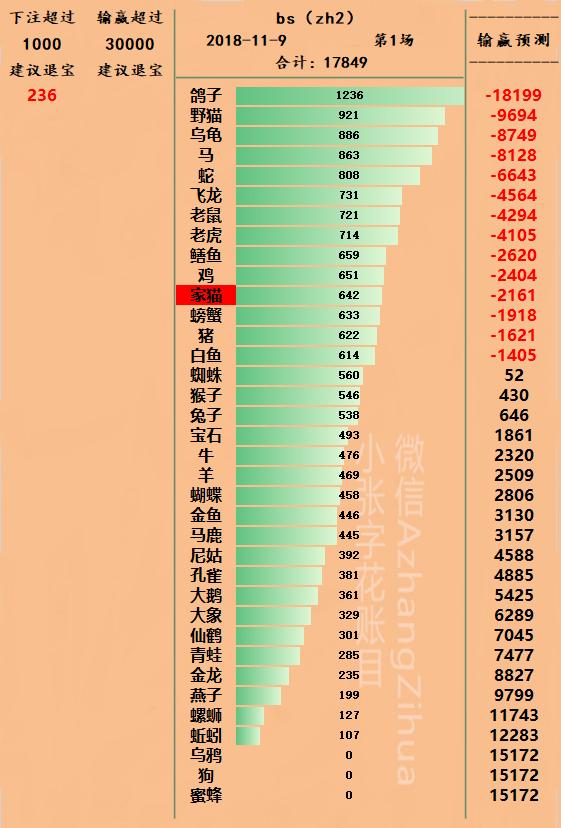 下注超过 输赢超过
1000 30000
建议退宝 建议退宝
236
bs（zh2）
2018-11-9 第1场
合计：17849
输赢预测
鸽子 1236 -18199
野猫 921 -9694
乌龟 886 -8749
马 863 -8128
蛇 808 -6643
飞龙 731 -4564
老鼠 721 -4294
老虎 714 -4105
鳝鱼 659 -2620
鸡 651 -2404
家猫 642 -2161
螃蟹 633 -1918
猪 622 -1621
白鱼 614 -1405
蜘蛛 560 52
猴子 546 430
兔子 538 646
宝石 493 1861
牛 476 2320
羊 469 2509
蝴蝶 458 2806
金鱼 446 3130
马鹿 445 3157
尼姑 392 4588
孔雀 381 4885
大鹅 361 5425
大象 329 6289
仙鹤 301 7045
青蛙 285 7477
金龙 235 8827
燕子 199 9799
螺蛳 127 11743
蚯蚓 107 12283
乌鸦 0 15172
狗 0 15172
蜜蜂 0 15172
微信AzhangZihua
小张字花账目